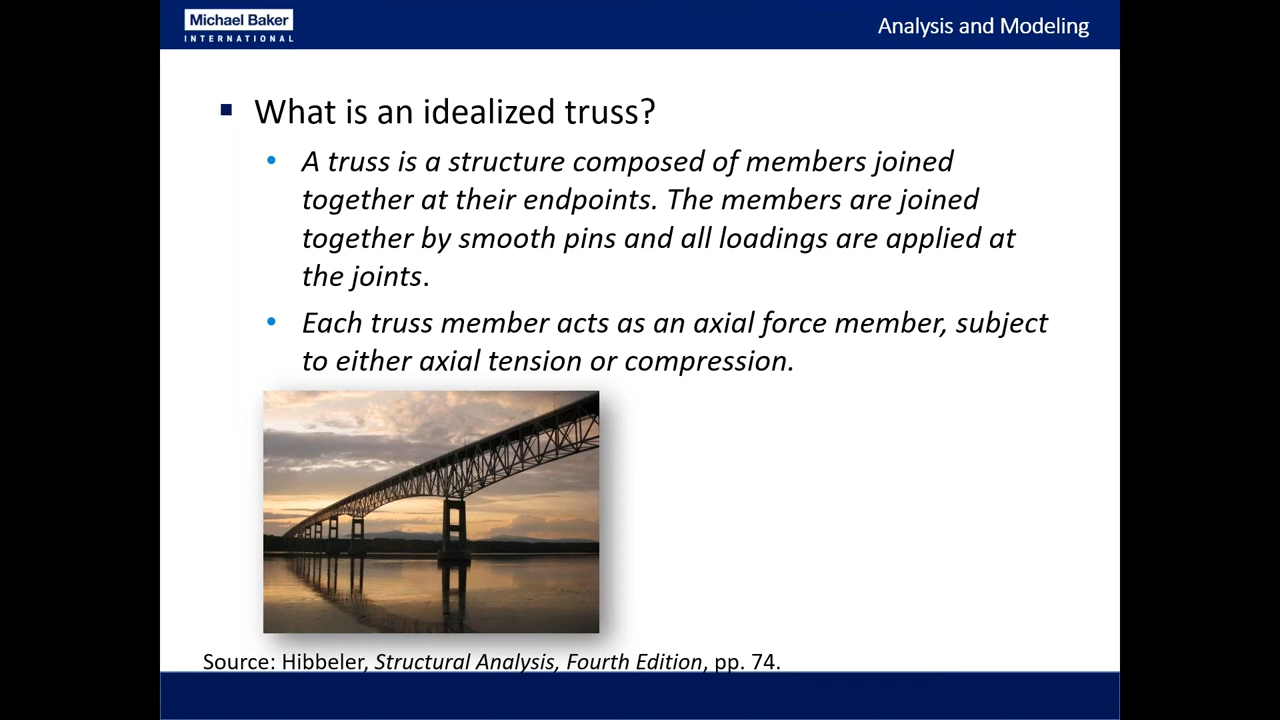 Michael Baker
INTERNATIONAL
Analysis and Modeling
What is an idealized truss?
A truss is a structure composed of members joined
together at their endpoints. The members are joined
together by smooth pins and all loadings are applied at
the joints.
Each truss member acts as an axial force member, subject
to either axial tension or compression.
Source: Hibbeler, Structural Analysis, Fourth Edition, pp. 74.